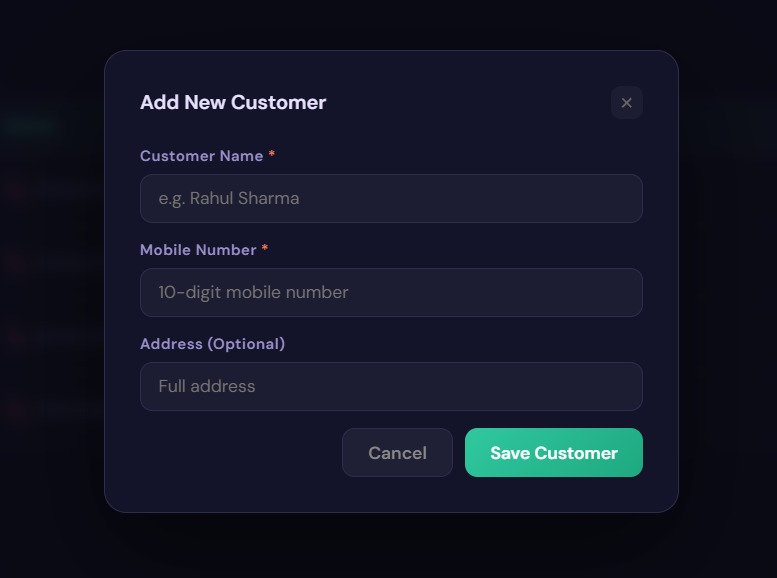 Add New Customer
×
Customer Name *
e.g. Rahul Sharma
Mobile Number *
10-digit mobile number
Address (Optional)
Full address
Cancel
Save Customer